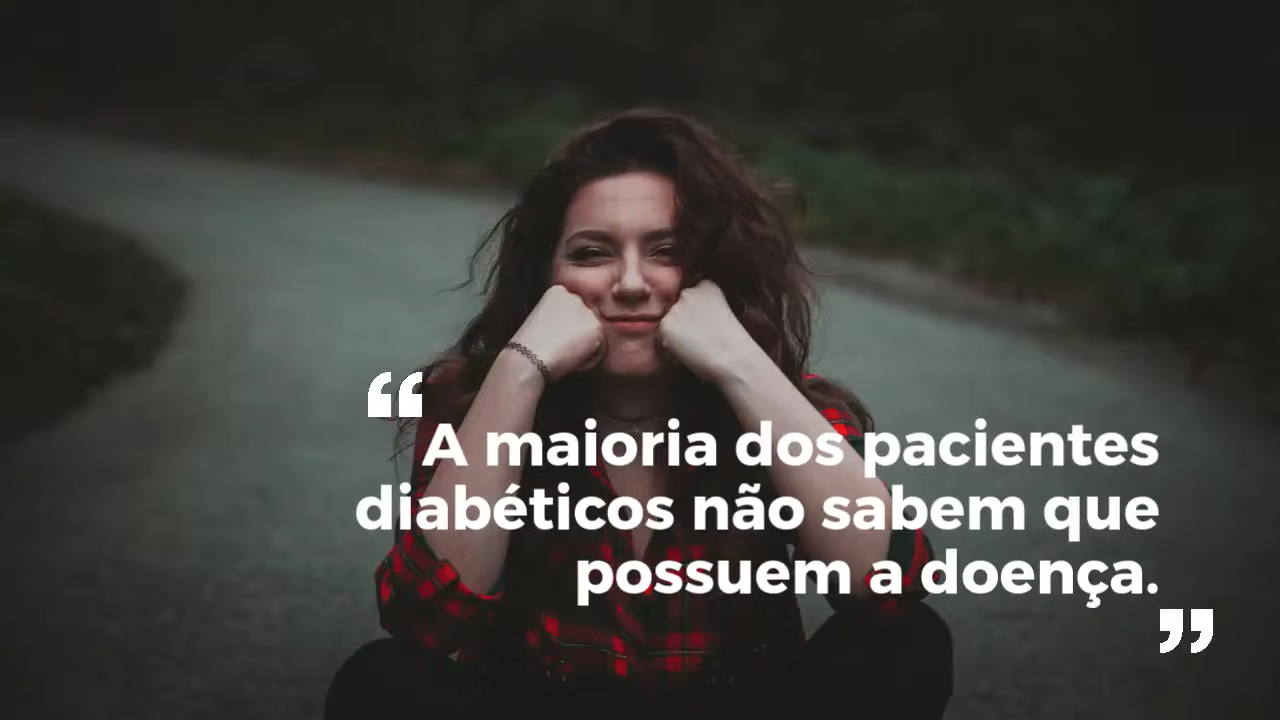 “A maioria dos pacientes
diabéticos não sabem que
possuem a doença.”